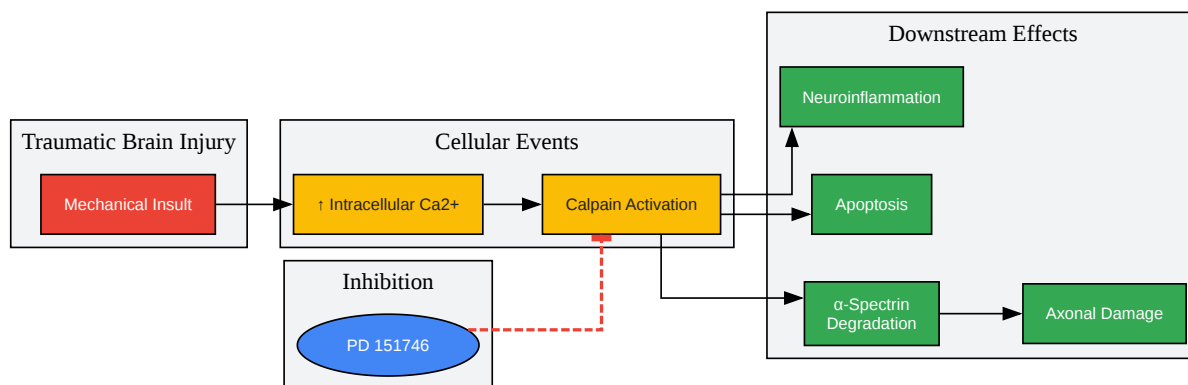 Traumatic Brain Injury
Mechanical Insult
Cellular Events
↑ Intracellular Ca2+
Calpain Activation
Inhibition
PD 151746
Downstream Effects
Neuroinflammation
Apoptosis
α-Spectrin
Degradation
Axonal Damage